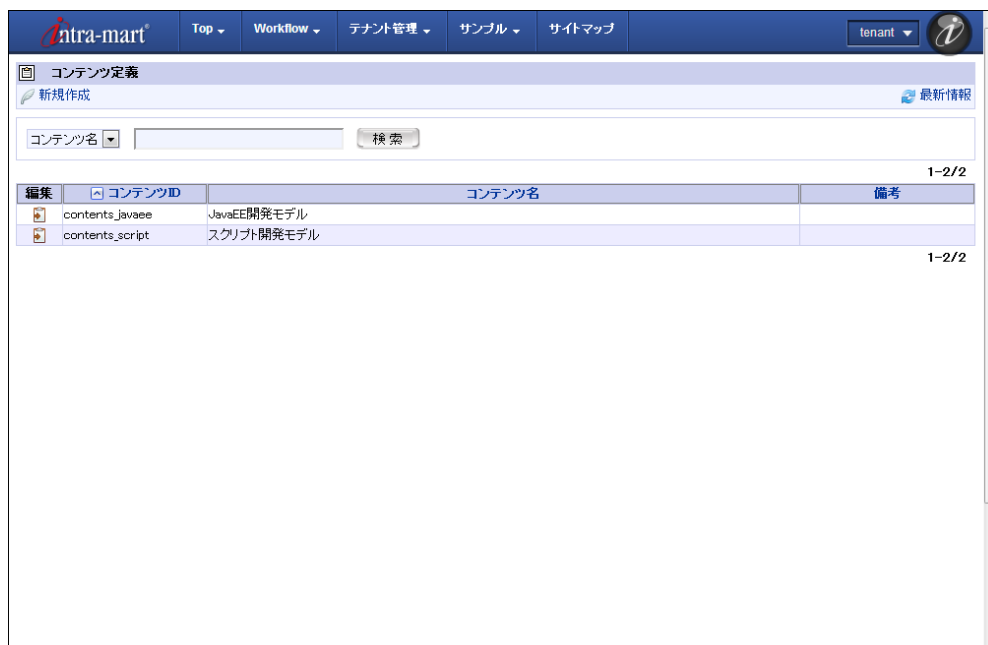 intra-mart® Top Workflow テナント管理 サンプル サイトマップ tenant
コンテンツ定義
新規作成 最新情報
コンテンツ名 検索
1-2/2
編集 コンテンツID コンテンツ名 備考
contents_javaee JavaEE開発モデル
contents_script スクリプト開発モデル
1-2/2